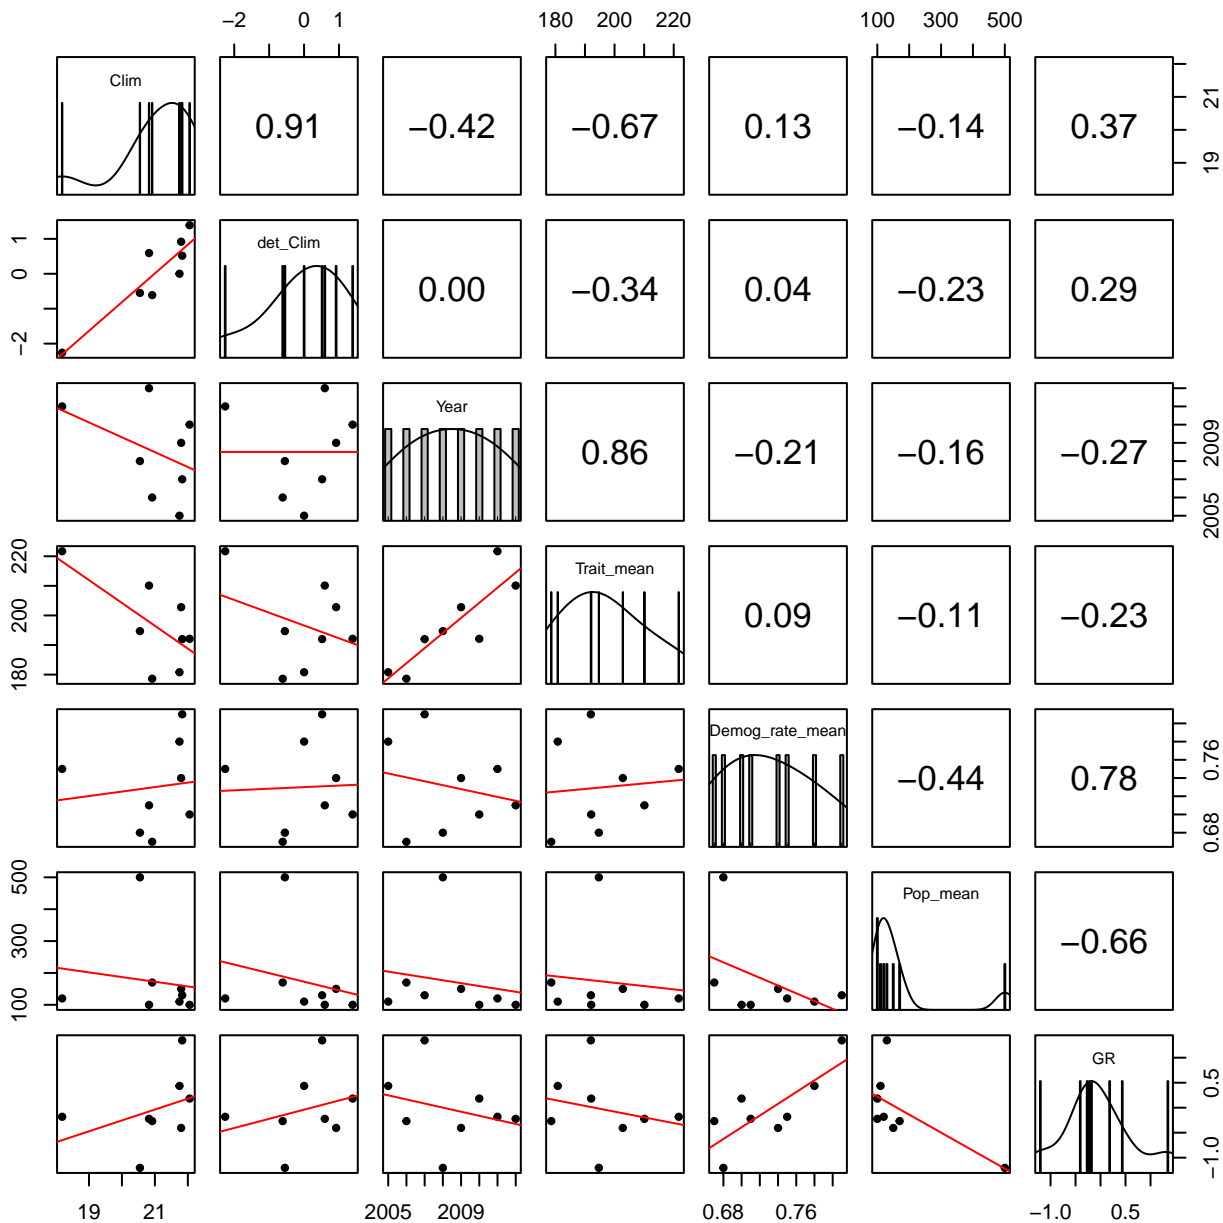 −2 0 1 180 200 220 100 300 500
Clim 0.91 −0.42 −0.67 0.13 −0.14 0.37 19 21
−2 0 1 det_Clim 0.00 −0.34 0.04 −0.23 0.29
Year 0.86 −0.21 −0.16 −0.27 2005 2009
180 200 220 Trait_mean 0.09 −0.11 −0.23
Demog_rate_mean −0.44 0.78 0.68 0.76
100 300 500 Pop_mean −0.66
GR −1.0 0.5
19 21 2005 2009 0.68 0.76 −1.0 0.5